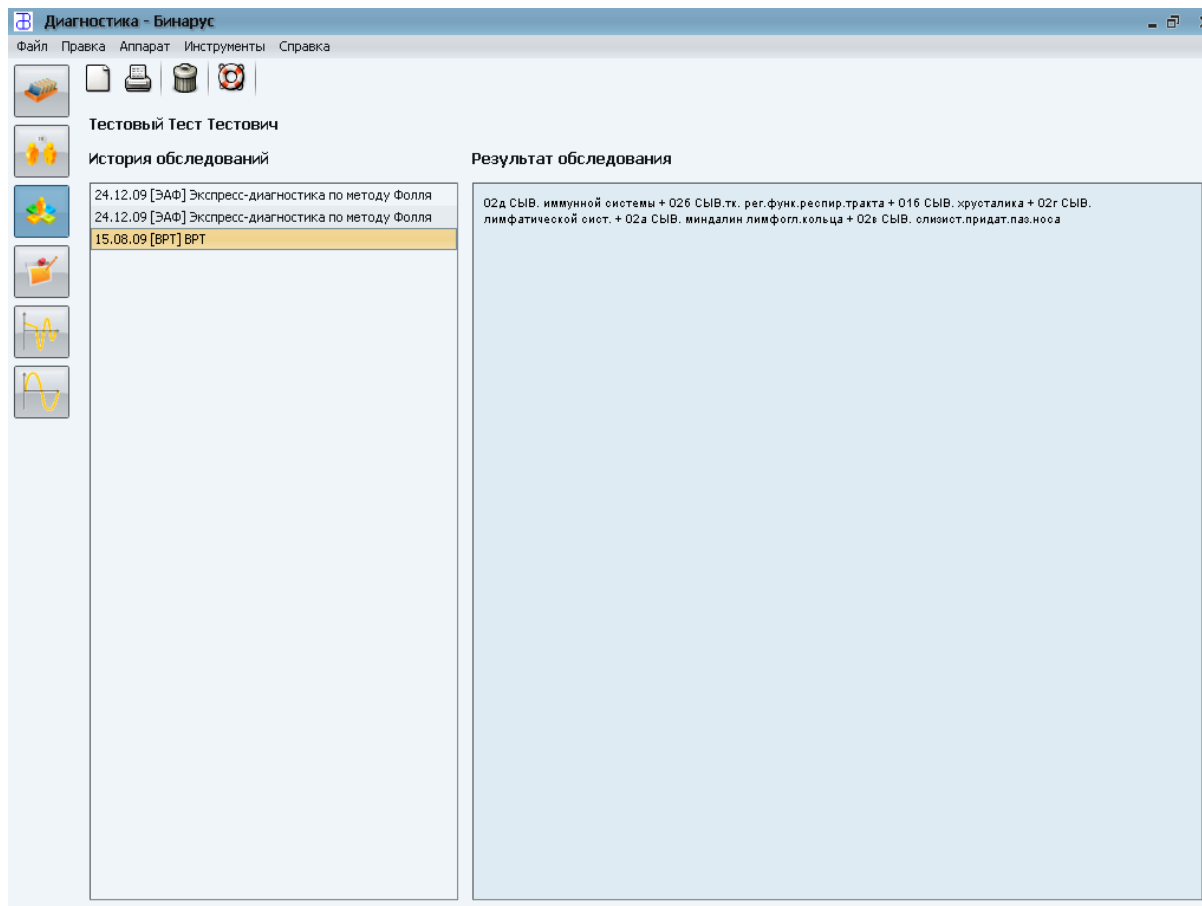 Диагностика - Бинарус
Файл Правка Аппарат Инструменты Справка
Тестовый Тест Тестович
История обследований
Результат обследования
24.12.09 [ЭАФ] Экспресс-диагностика по методу Фолля
24.12.09 [ЭАФ] Экспресс-диагностика по методу Фолля
15.08.09 [ВРТ] ВРТ
02д СЫВ. иммунной системы + 02б СЫВ.тк. рег.функ.респир.тракта + 01б СЫВ. хрусталика + 02г СЫВ.
лимфатической сист. + 02а СЫВ. миндалин лимфогл.кольца + 02в СЫВ. слизист.придат.паз.носа